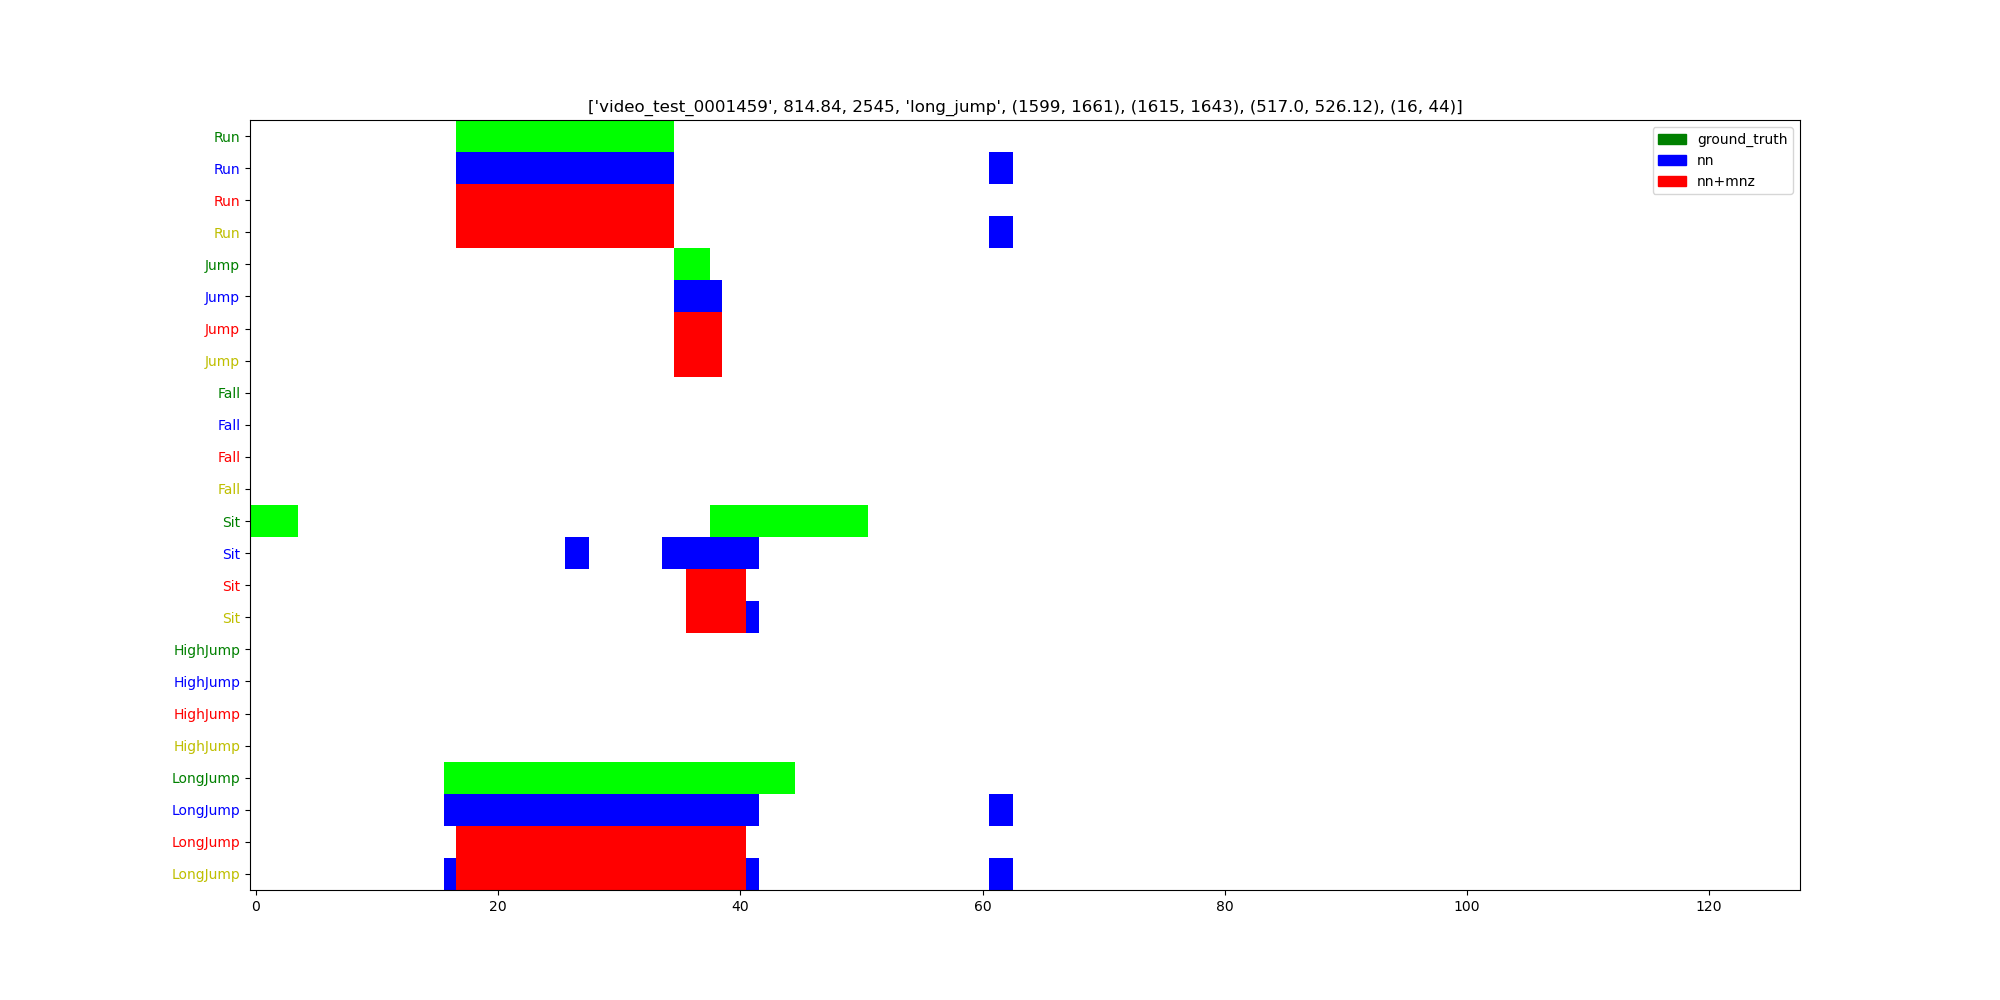 ['video_test_0001459', 814.84, 2545, 'long_jump', (1599, 1661), (1615, 1643), (517.0, 526.12), (16, 44)]
ground_truth
nn
nn+mnz
Run
Run
Run
Run
Jump
Jump
Jump
Jump
Fall
Fall
Fall
Fall
Sit
Sit
Sit
Sit
HighJump
HighJump
HighJump
HighJump
LongJump
LongJump
LongJump
LongJump
0 20 40 60 80 100 120